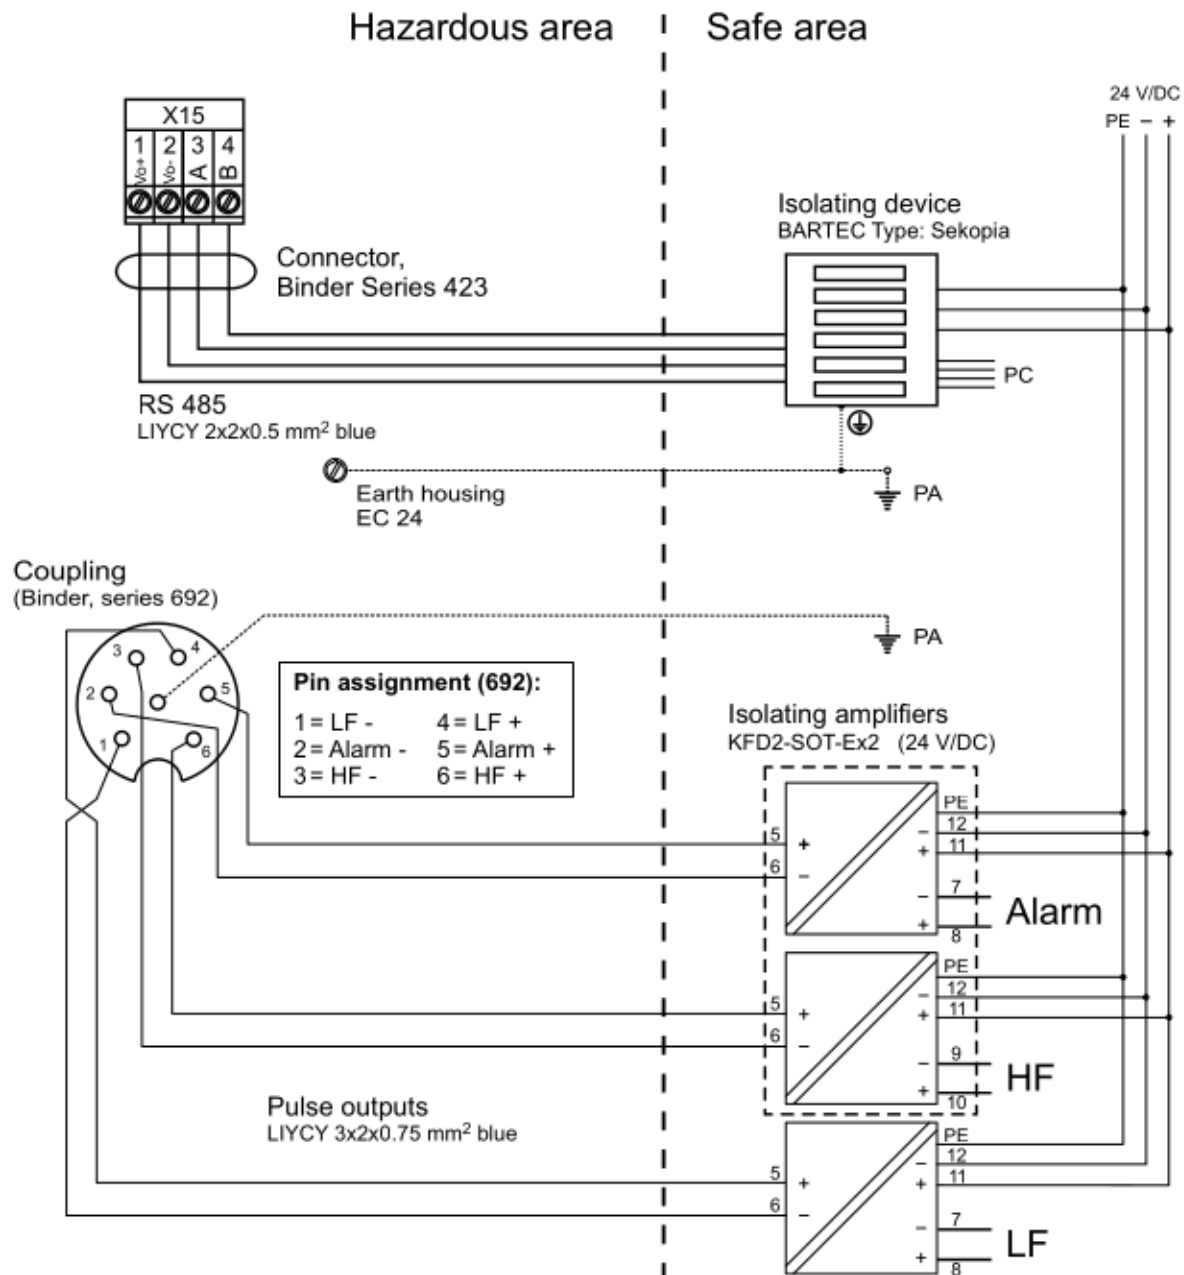 Hazardous area
Safe area
24 V/DC
PE − +
X15
1 2 3 4
Vo+ Vo- A B
Isolating device
BARTEC Type: Sekopia
Connector,
Binder Series 423
PC
RS 485
LIYCY 2x2x0.5 mm² blue
Earth housing
EC 24
PA
Coupling
(Binder, series 692)
3 4
2 5
1 6
PA
Pin assignment (692):
1 = LF - 4 = LF +
2 = Alarm - 5 = Alarm +
3 = HF - 6 = HF +
Isolating amplifiers
KFD2-SOT-Ex2 (24 V/DC)
PE
− 12
5 + + 11
6 −
− 7
Alarm
+ 8
PE
− 12
5 + + 11
6 −
− 9
HF
+ 10
Pulse outputs
LIYCY 3x2x0.75 mm² blue
PE
− 12
5 + + 11
6 −
− 7
LF
+ 8